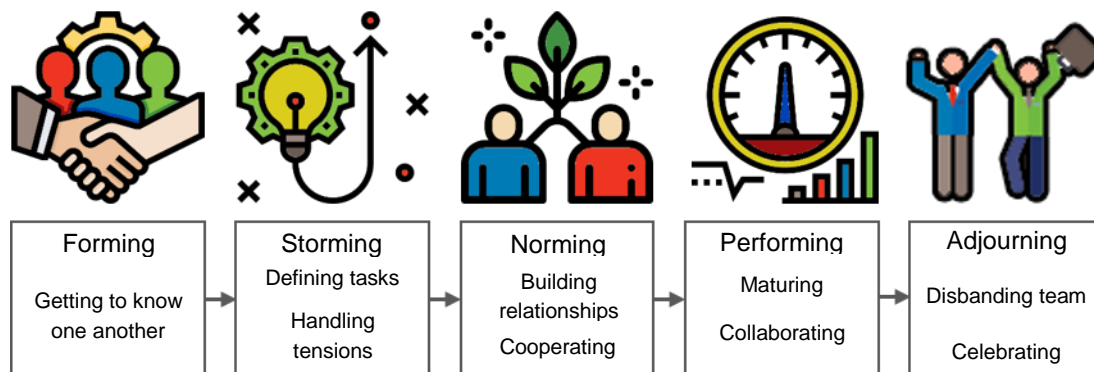 Forming
Getting to know
one another
Storming
Defining tasks
Handling
tensions
Norming
Building
relationships
Cooperating
Performing
Maturing
Collaborating
Adjourning
Disbanding team
Celebrating